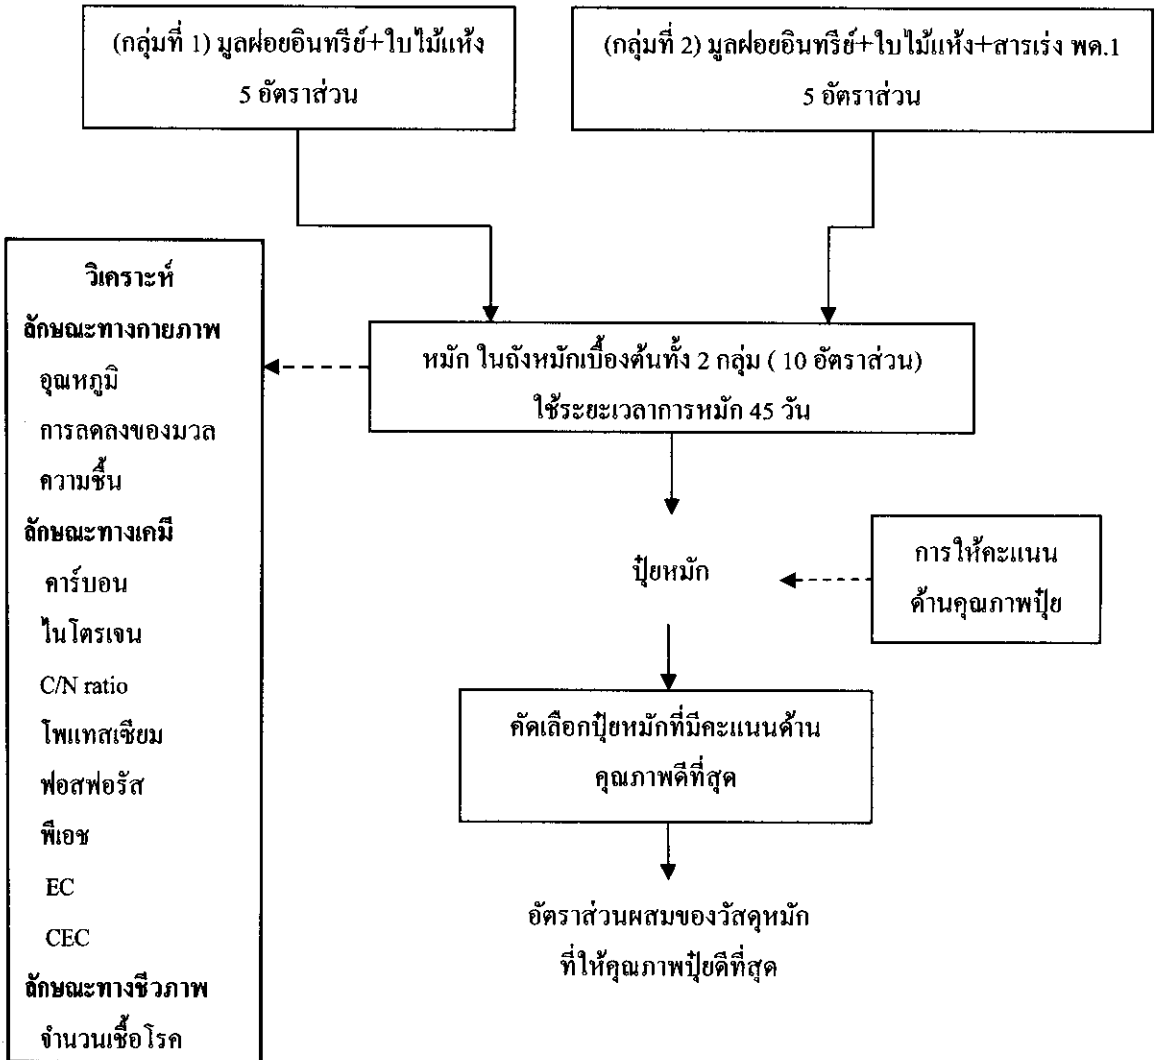 (กลุ่มที่ 1) มูลฝอยอินทรีย์+ใบไม้แห้ง
5 อัตราส่วน
(กลุ่มที่ 2) มูลฝอยอินทรีย์+ใบไม้แห้ง+สารเร่ง พด.1
5 อัตราส่วน
วิเคราะห์
ลักษณะทางกายภาพ
อุณหภูมิ
การลดลงของมวล
ความชื้น
ลักษณะทางเคมี
คาร์บอน
ไนโตรเจน
C/N ratio
โพแทสเซียม
ฟอสฟอรัส
พีเอช
EC
CEC
ลักษณะทางชีวภาพ
จำนวนเชื้อโรค
หมัก ในถังหมักเบื้องต้นทั้ง 2 กลุ่ม ( 10 อัตราส่วน)
ใช้ระยะเวลาการหมัก 45 วัน
ปุ๋ยหมัก
การให้คะแนน
ด้านคุณภาพปุ๋ย
คัดเลือกปุ๋ยหมักที่มีคะแนนด้าน
คุณภาพดีที่สุด
อัตราส่วนผสมของวัสดุหมัก
ที่ให้คุณภาพปุ๋ยดีที่สุด